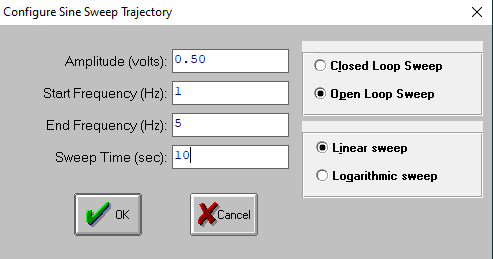 Configure Sine Sweep Trajectory
Amplitude (volts): 0.50
Start Frequency (Hz): 1
End Frequency (Hz): 5
Sweep Time (sec): 10
OK
Cancel
Closed Loop Sweep
Open Loop Sweep
Linear sweep
Logarithmic sweep